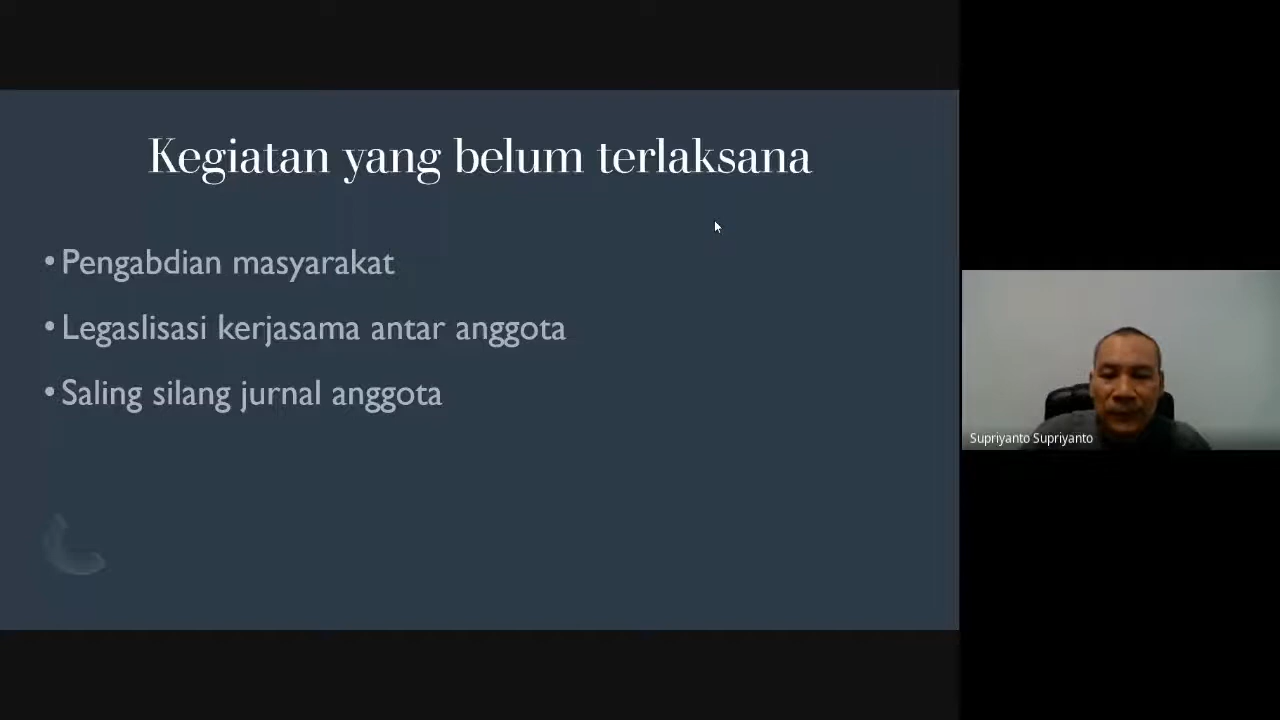 Kegiatan yang belum terlaksana
• Pengabdian masyarakat
• Legaslisasi kerjasama antar anggota
• Saling silang jurnal anggota
Supriyanto Supriyanto